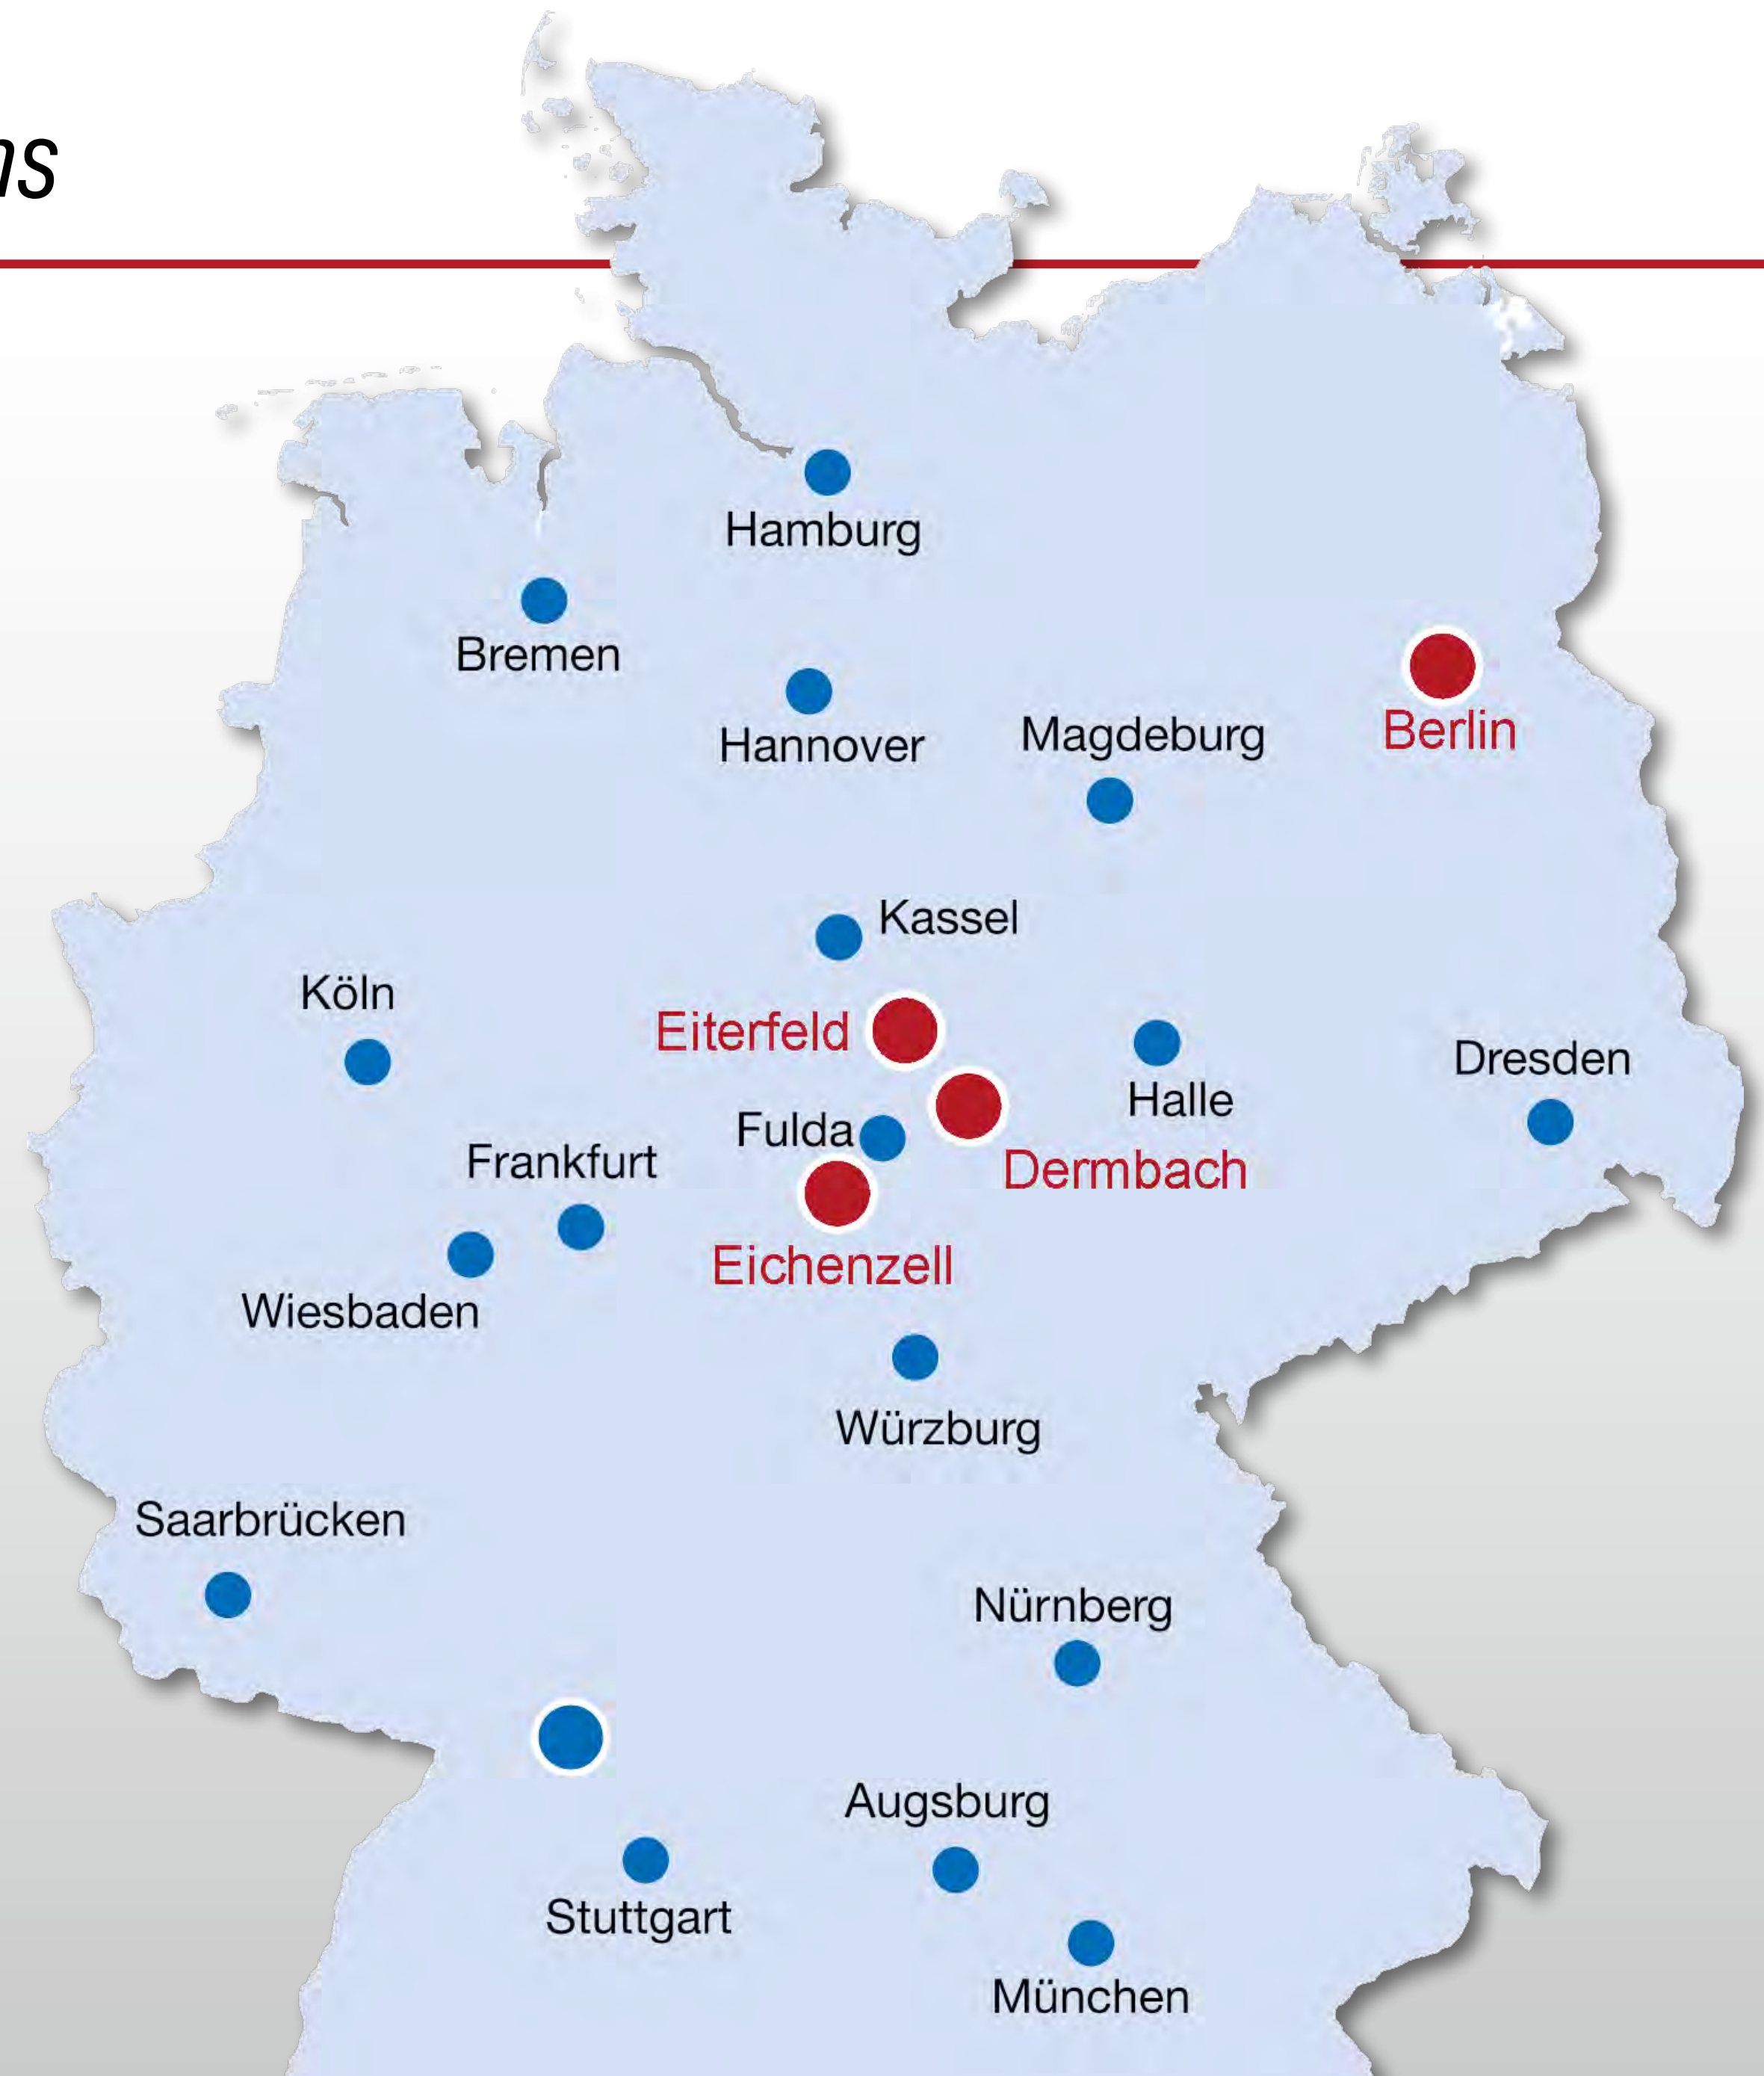 ns
Hamburg
Bremen
Hannover
Magdeburg
Berlin
Kassel
Köln
Eiterfeld
Dresden
Halle
Fulda
Frankfurt
Dermbach
Eichenzell
Wiesbaden
Würzburg
Saarbrücken
Nürnberg
Augsburg
Stuttgart
München